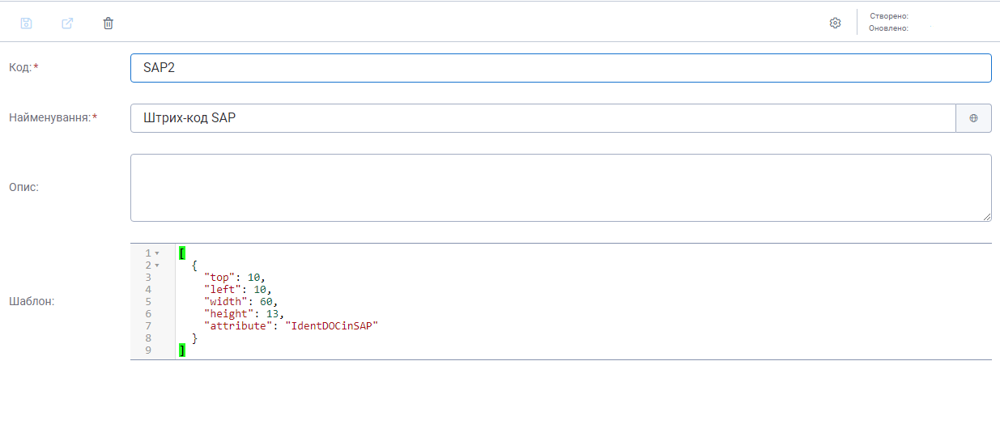 Створено:
Оновлено:
Код:*
SAP2
Найменування:*
Штрих-код SAP
Опис:
Шаблон:
1 [
2 {
3 "top": 10,
4 "left": 10,
5 "width": 60,
6 "height": 13,
7 "attribute": "IdentDOCinSAP"
8 }
9 ]